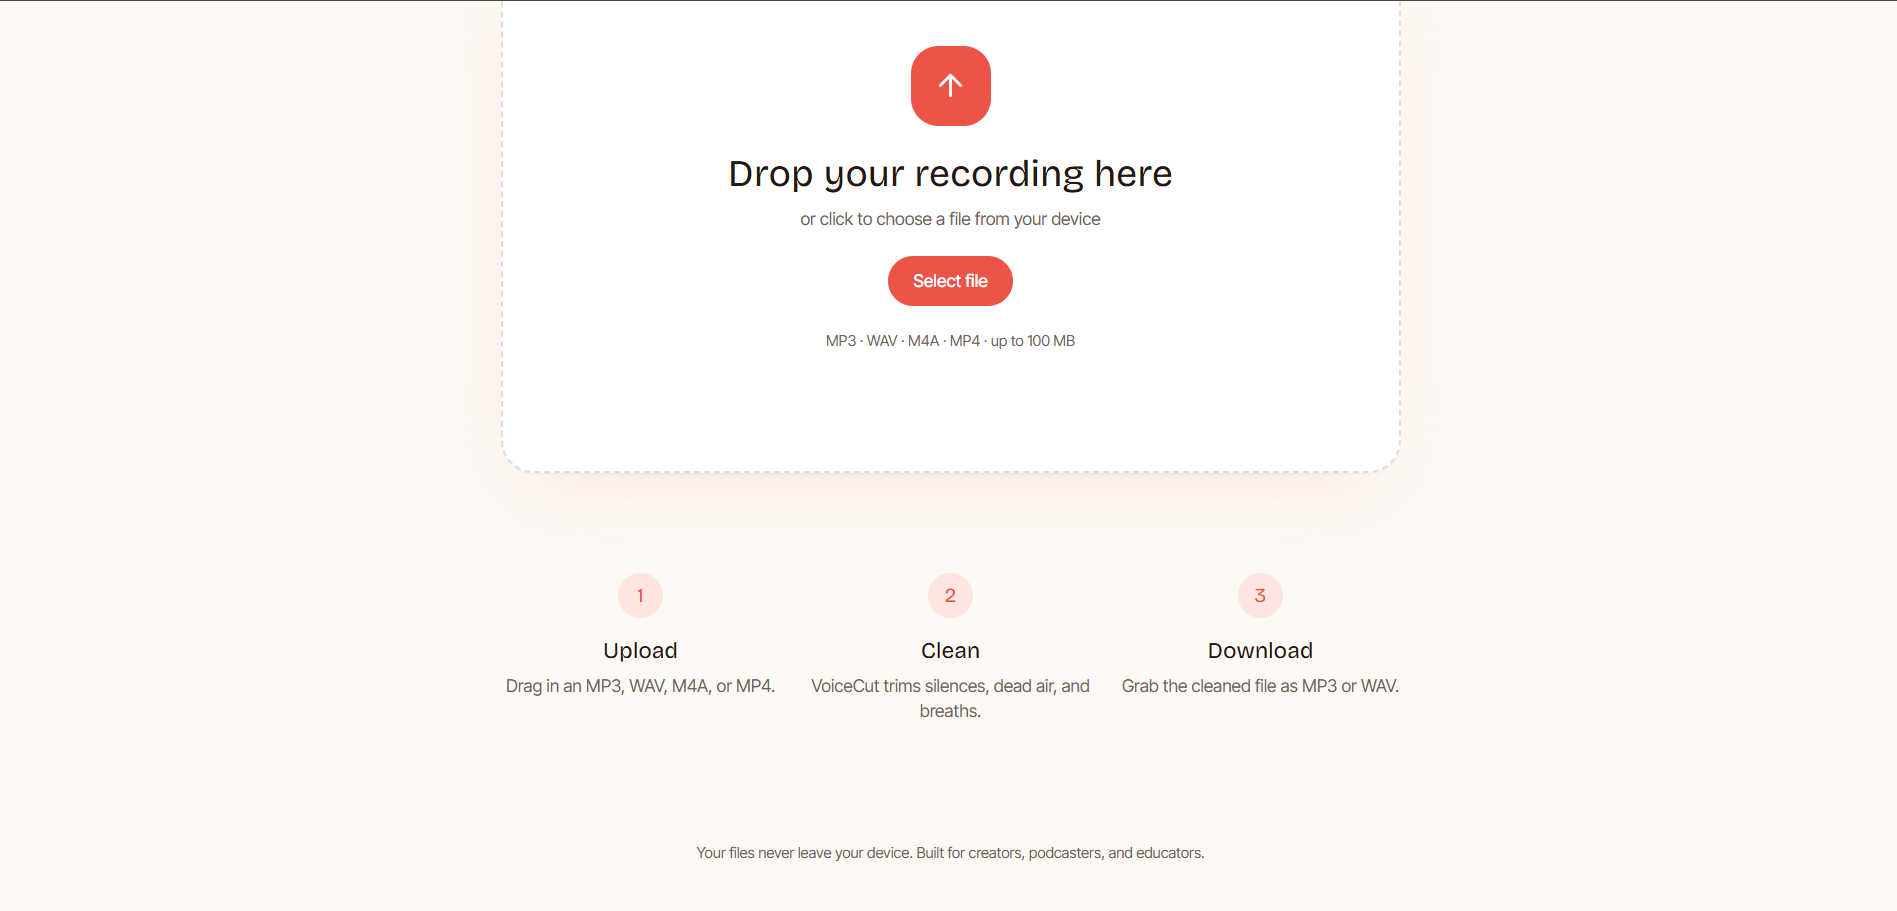 Drop your recording here
or click to choose a file from your device
Select file
MP3 · WAV · M4A · MP4 · up to 100 MB
1
Upload
Drag in an MP3, WAV, M4A, or MP4.
2
Clean
VoiceCut trims silences, dead air, and
breaths.
3
Download
Grab the cleaned file as MP3 or WAV.
Your files never leave your device. Built for creators, podcasters, and educators.